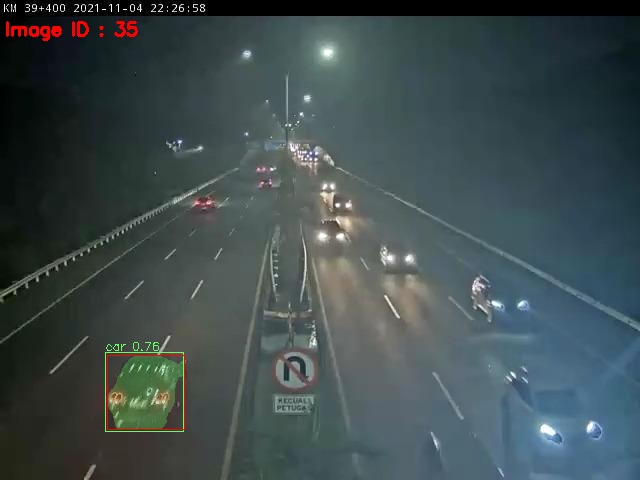 KM 39+400 2021-11-04 22:26:58
Image ID : 35
car 0.76
KECUALI
PETUGAS